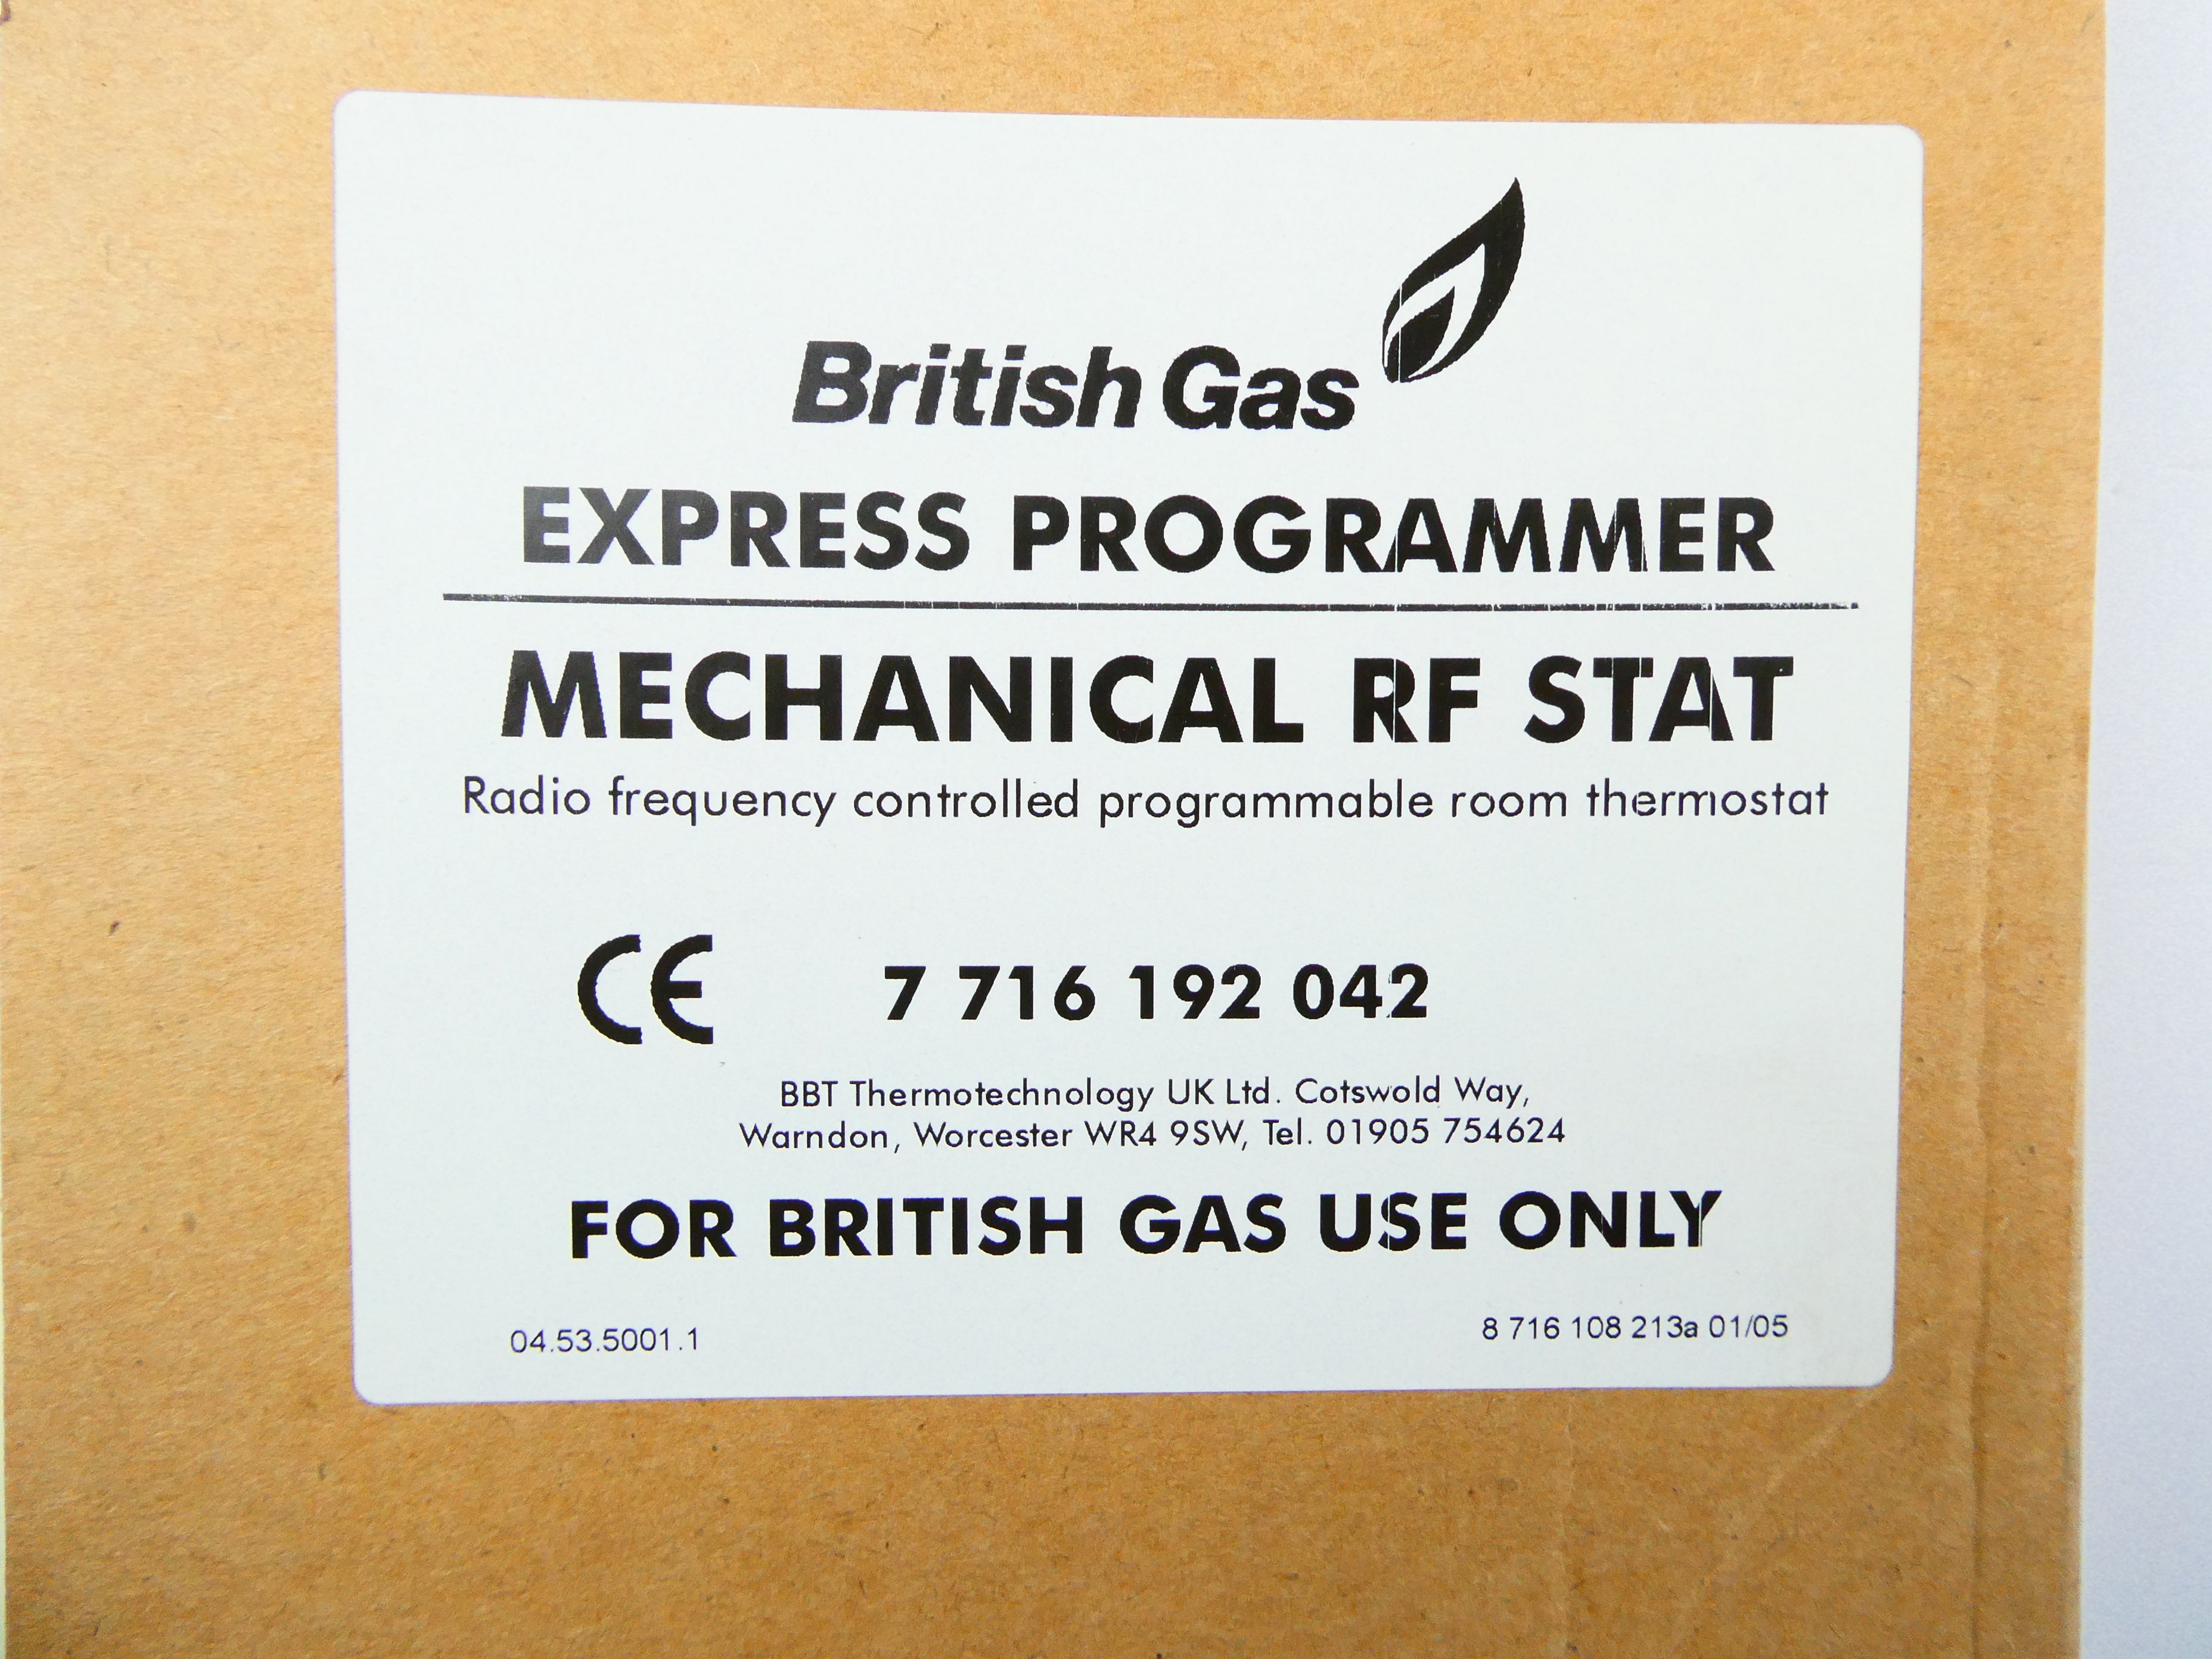 British Gas
EXPRESS PROGRAMMER
MECHANICAL RF STAT
Radio frequency controlled programmable room thermostat
CE 7 716 192 042
BBT Thermotechnology UK Ltd. Cotswold Way,
Warndon, Worcester WR4 9SW, Tel. 01905 754624
FOR BRITISH GAS USE ONLY
04.53.5001.1 8 716 108 213a 01/05